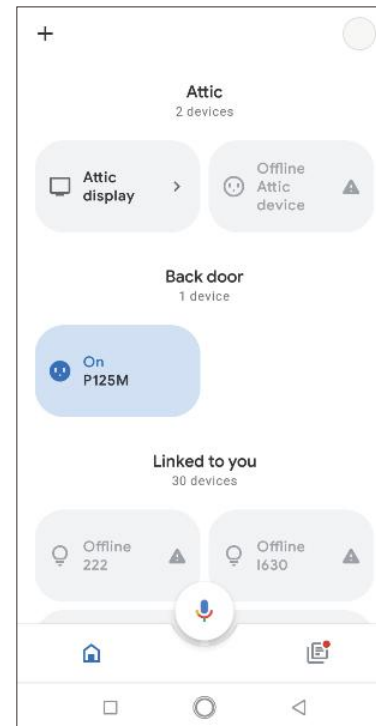 Attic
2 devices
Attic
display
Offline
Attic
device
Back door
1 device
On
P125M
Linked to you
30 devices
Offline
222
Offline
I630